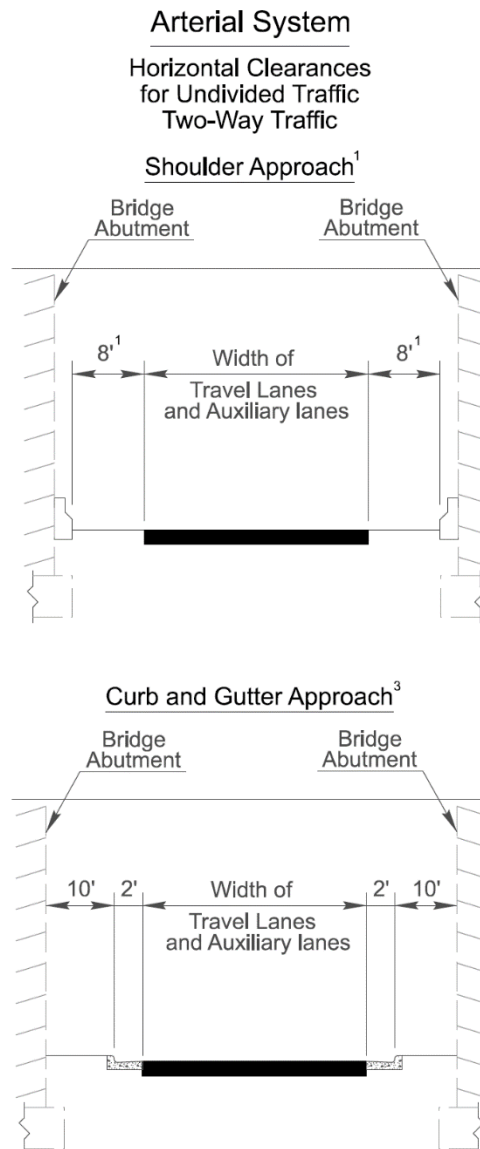 Arterial System
Horizontal Clearances
for Undivided Traffic
Two-Way Traffic
Shoulder Approach¹
Bridge
Abutment
Bridge
Abutment
8'¹
Width of
Travel Lanes
and Auxiliary lanes
8'¹
Curb and Gutter Approach³
Bridge
Abutment
Bridge
Abutment
10'
2'
Width of
Travel Lanes
and Auxiliary lanes
2'
10'